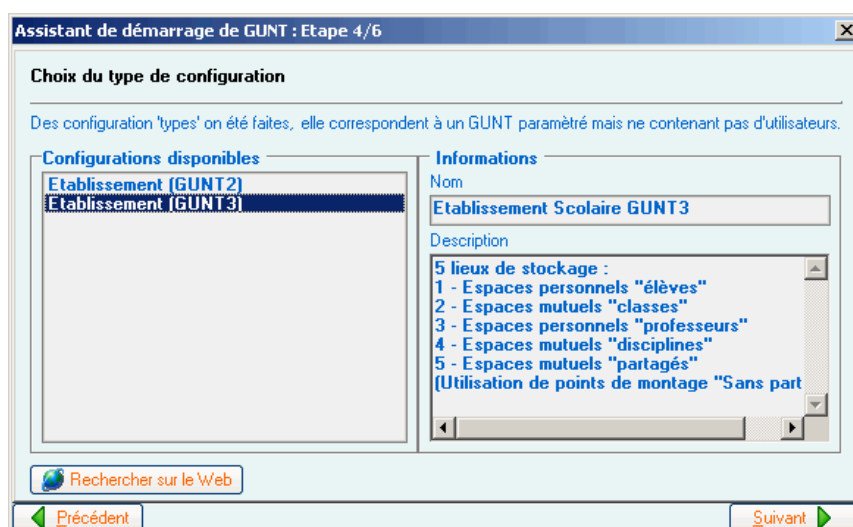 Assistant de démarrage de GUNT : Etape 4/6
Choix du type de configuration
Des configuration 'types' on été faites, elle correspondent à un GUNT paramètré mais ne contenant pas d'utilisateurs.
Configurations disponibles
Etablissement (GUNT2)
Etablissement (GUNT3)
Informations
Nom
Etablissement Scolaire GUNT3
Description
5 lieux de stockage :
1 - Espaces personnels "élèves"
2 - Espaces mutuels "classes"
3 - Espaces personnels "professeurs"
4 - Espaces mutuels "disciplines"
5 - Espaces mutuels "partagés"
(Utilisation de points de montage "Sans part
Rechercher sur le Web
Précédent
Suivant